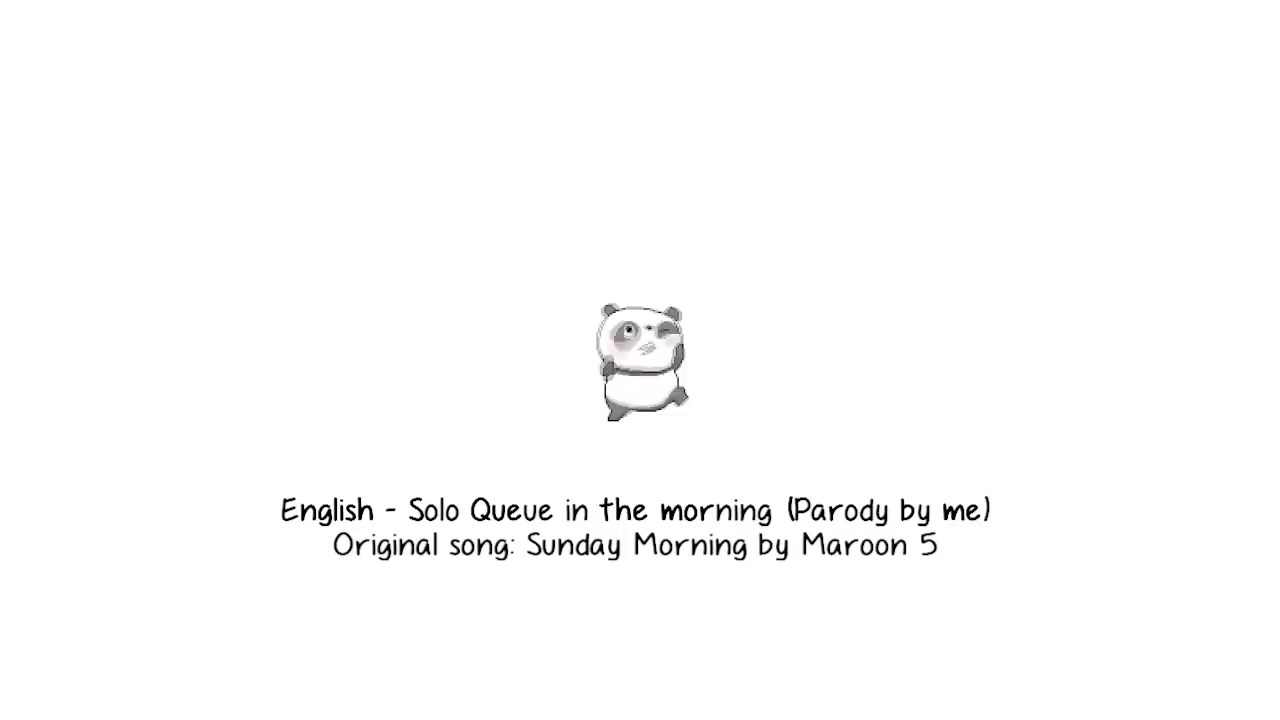 English - Solo Queue in the morning (Parody by me)
Original song: Sunday Morning by Maroon 5